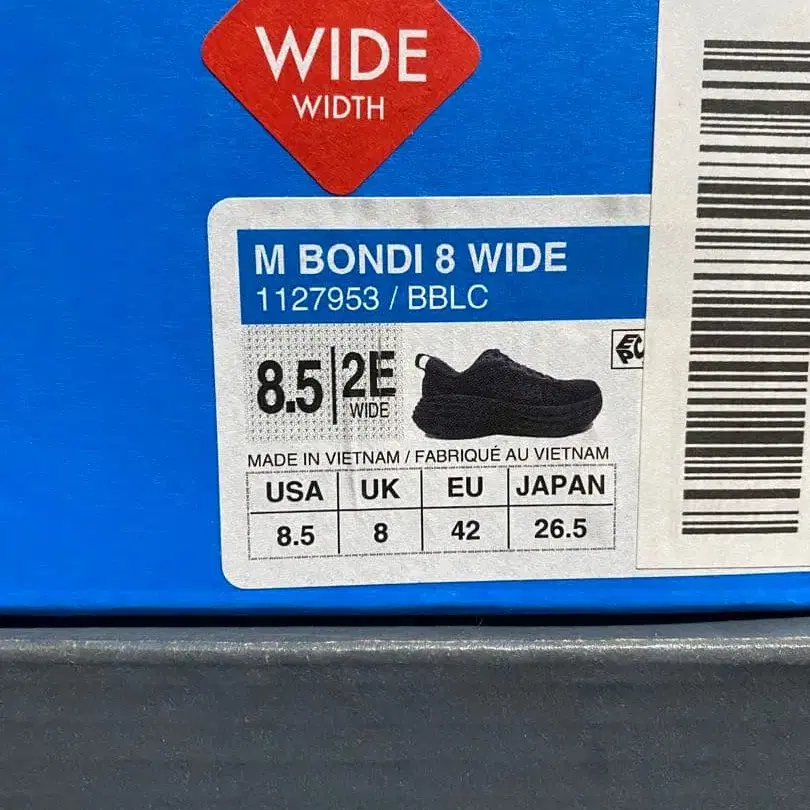 WIDE
WIDTH
M BONDI 8 WIDE
1127953 / BBLC
8.5 2E
WIDE
MADE IN VIETNAM / FABRIQUÉ AU VIETNAM
USA UK EU JAPAN
8.5 8 42 26.5